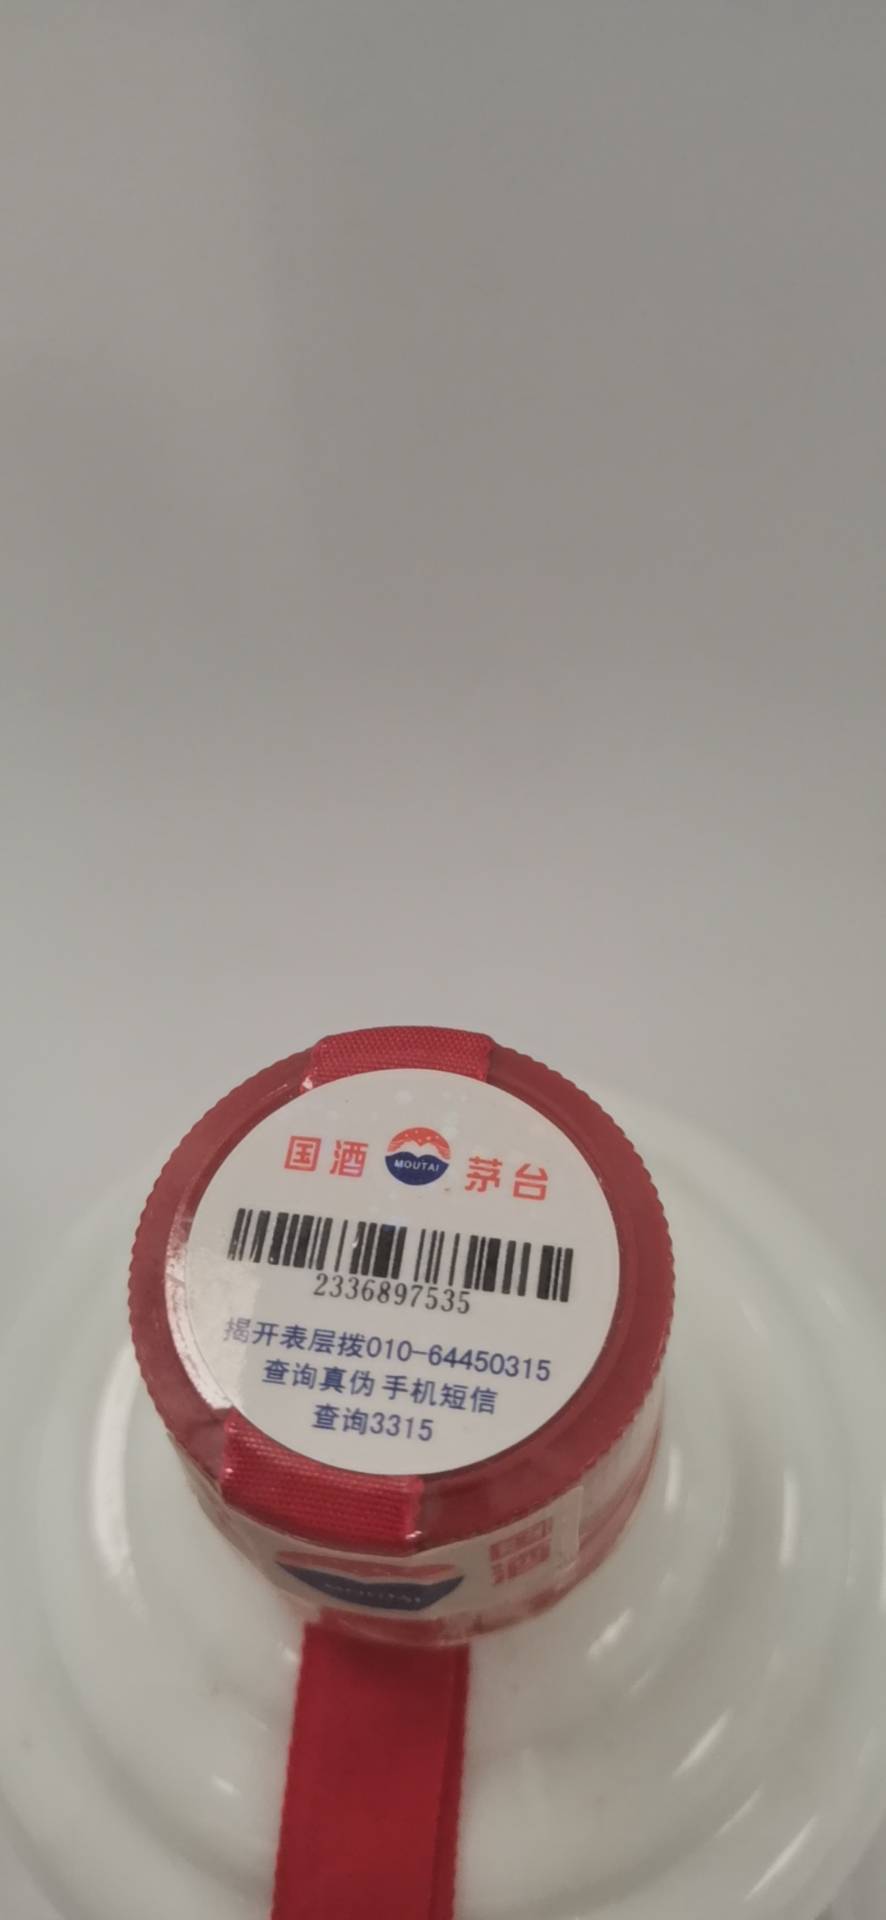 国酒 MOUTAI 茅台
2336897535
揭开表层拨010-64450315
查询真伪 手机短信
查询3315
MOUTAI